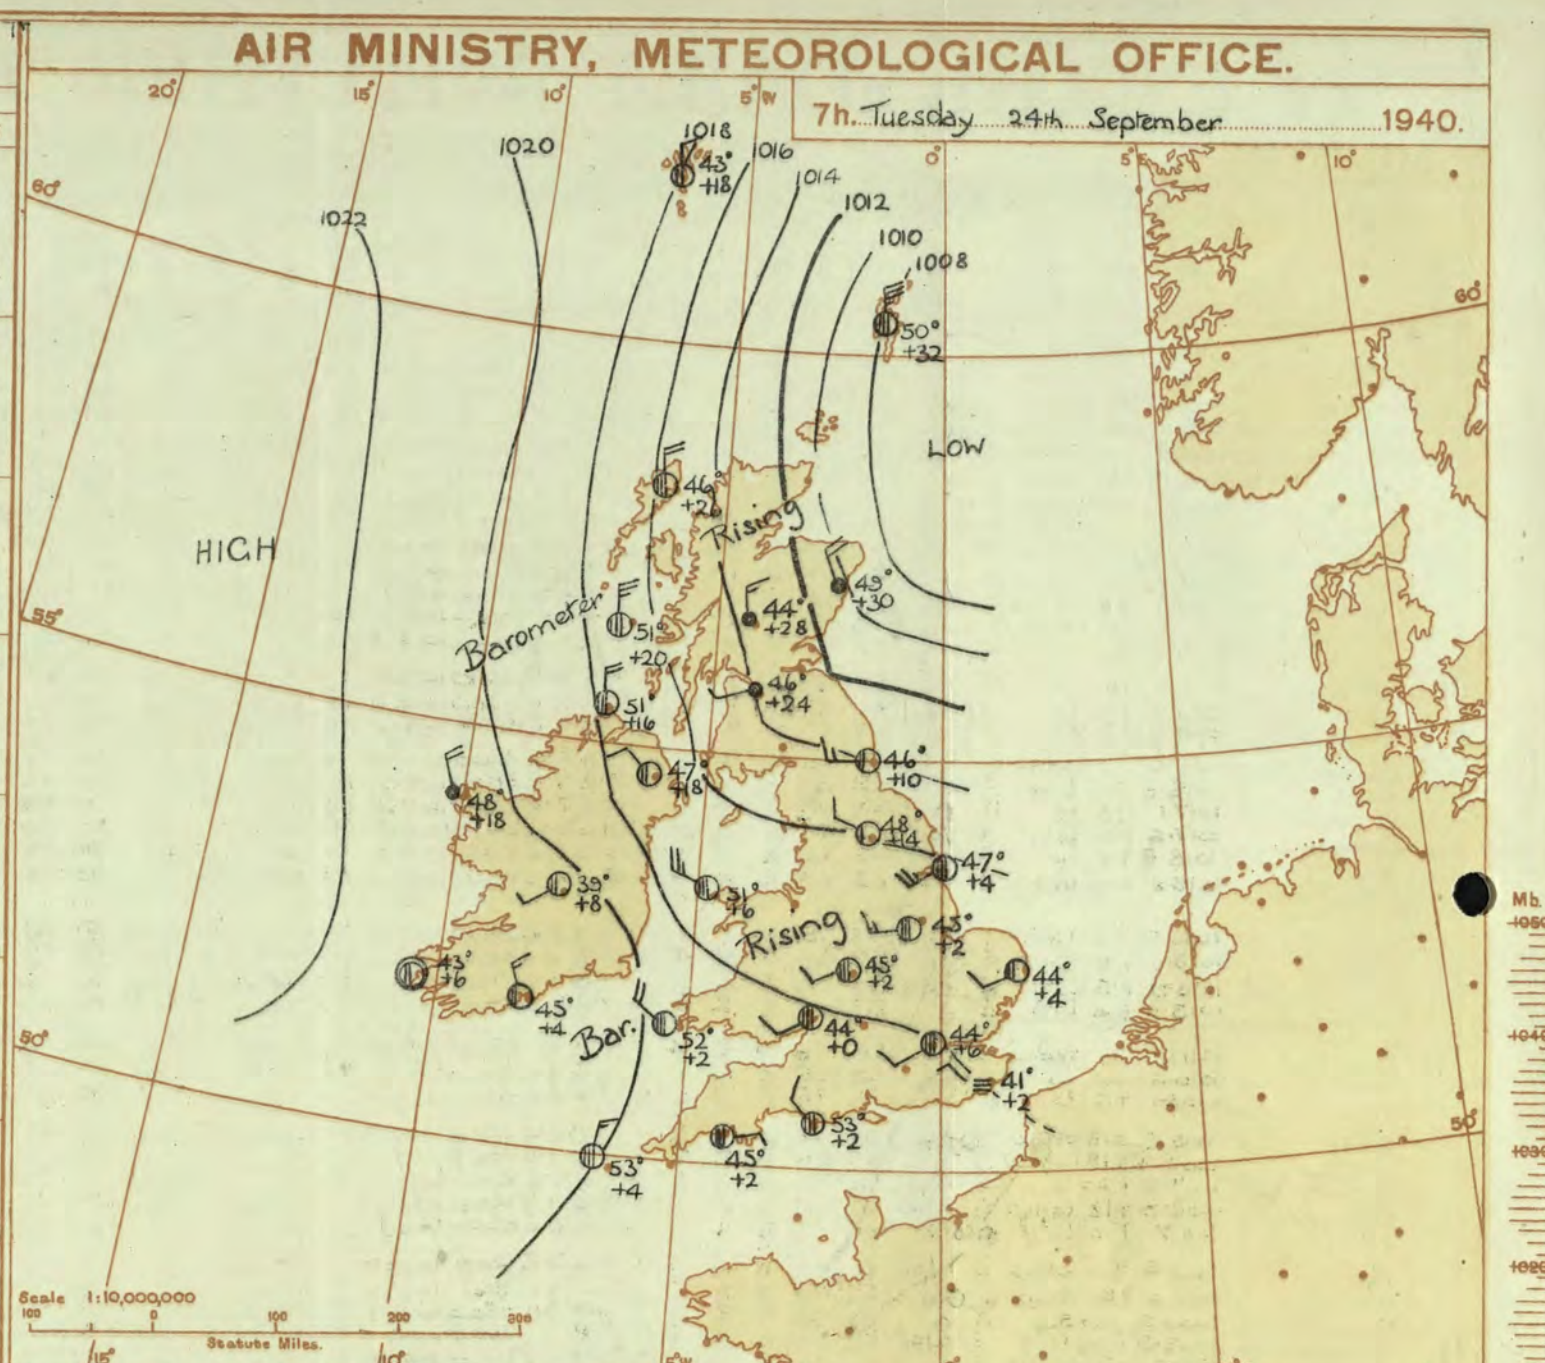 AIR MINISTRY, METEOROLOGICAL OFFICE.
20° 15° 10° 5° W
7h. Tuesday 24th September 1940.
0° 5° E 10°
1018
1020 43° 1016
+18
60° 1014
1022 1012
1010
1008
60°
50°
+32
LOW
46°
+26
Rising
HIGH
49°
+30
55° Barometer 44°
+28
51°
+20
46°
+24
51°
+16
47° 46°
+18 +10
48° 48°
+18 +14
47°
+4
39° 51°
+8 +6
Rising 43°
+2
43° 45° 44°
+6 +2 +4
45°
+4
50° Bar. 52° 44° 44°
+2 +0 +6
41°
+2
53° 50°
+2
45°
+2
53°
+4
Mb.
1050
1040
1030
1020
Scale 1:10,000,000
100 0 100 200 300
Statute Miles.
15° 10° 5°W